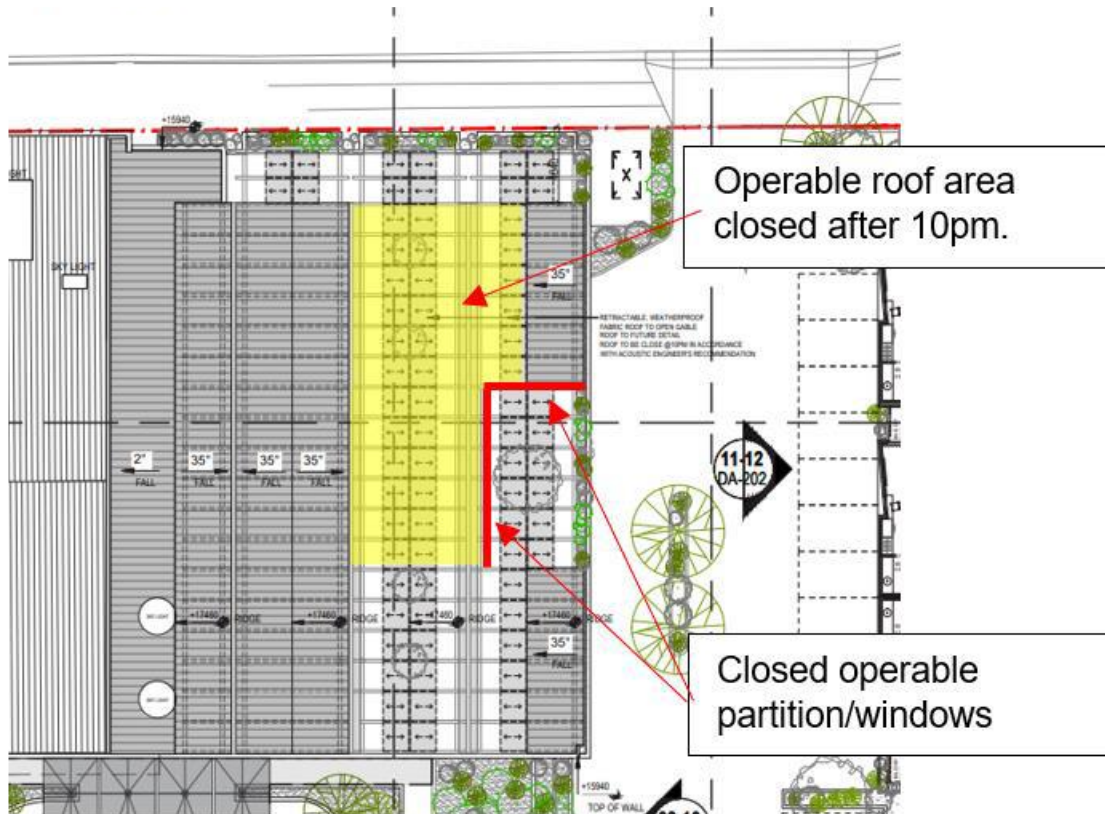 +15940
Operable roof area
closed after 10pm.
SKY LIGHT
X
35°
FALL
RETRACTABLE, WEATHERPROOF
FABRIC ROOF TO OPEN GABLE
ROOF TO FUTURE DETAIL
ROOF TO BE CLOSE @10PM IN ACCORDANCE
WITH ACOUSTIC ENGINEER'S RECOMMENDATION
2° 35° 35° 35°
FALL FALL FALL FALL
11-12
DA-202
+17460 RIDGE +17460 RIDGE +17460 RIDGE +17460 RIDGE
35°
FALL
Closed operable
partition/windows
+15940
TOP OF WALL